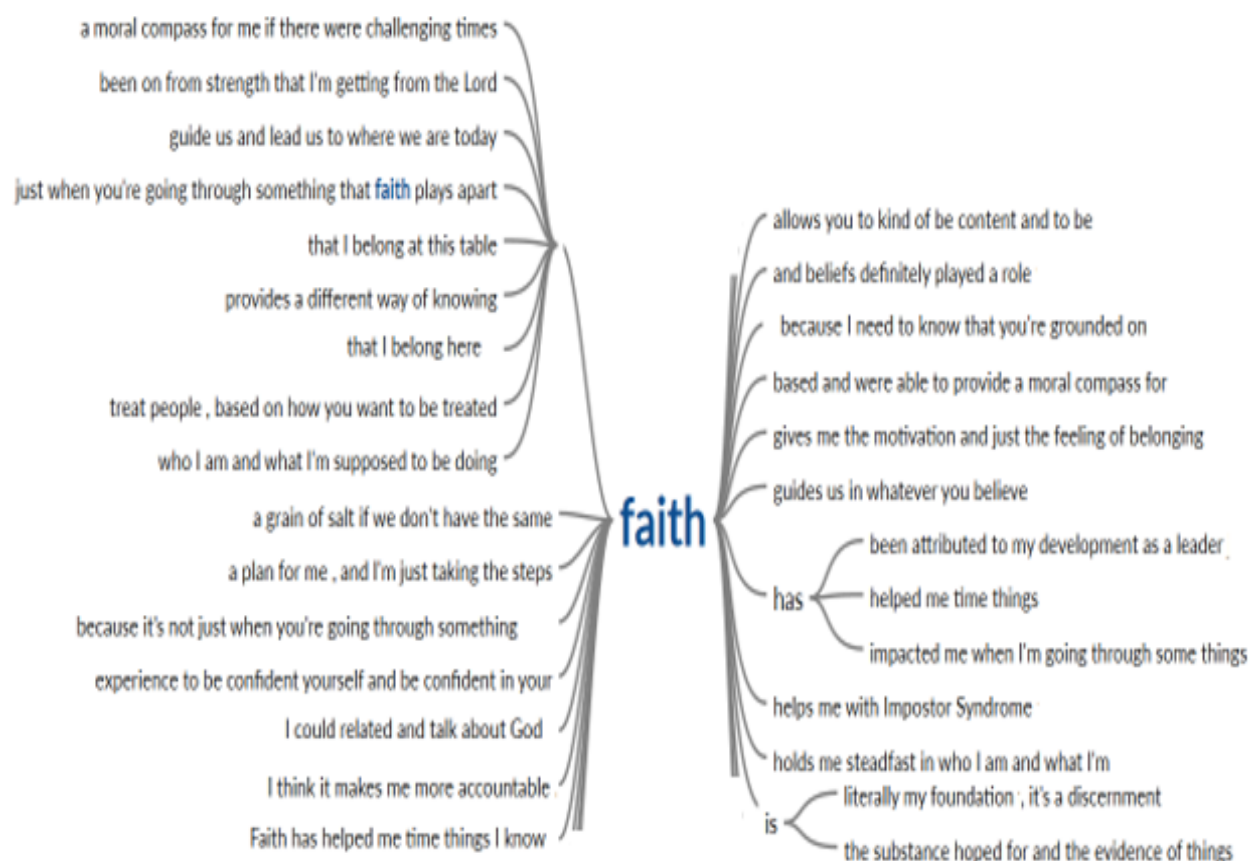 a moral compass for me if there were challenging times
been on from strength that I'm getting from the Lord
guide us and lead us to where we are today
just when you're going through something that faith plays apart
that I belong at this table
provides a different way of knowing
that I belong here
treat people , based on how you want to be treated
who I am and what I'm supposed to be doing
a grain of salt if we don't have the same
a plan for me , and I'm just taking the steps
because it's not just when you're going through something
experience to be confident yourself and be confident in your
I could related and talk about God
I think it makes me more accountable
Faith has helped me time things I know
faith
allows you to kind of be content and to be
and beliefs definitely played a role
because I need to know that you're grounded on
based and were able to provide a moral compass for
gives me the motivation and just the feeling of belonging
guides us in whatever you believe
has
been attributed to my development as a leader
helped me time things
impacted me when I'm going through some things
helps me with Impostor Syndrome
holds me steadfast in who I am and what I'm
is
literally my foundation , it's a discernment
the substance hoped for and the evidence of things